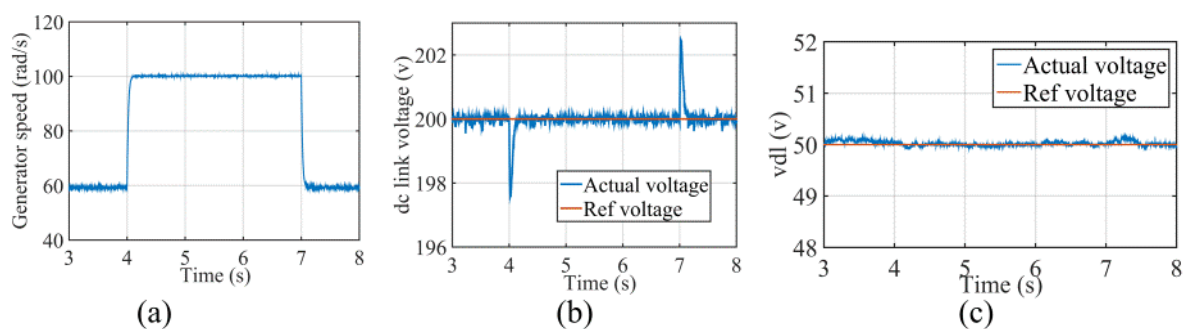 120
100
80
60
40
Generator speed (rad/s)
3 4 5 6 7 8
Time (s)
(a)
202
200
198
196
dc link voltage (v)
Actual voltage
Ref voltage
3 4 5 6 7 8
Time (s)
(b)
52
51
50
49
48
vdl (v)
Actual voltage
Ref voltage
3 4 5 6 7 8
Time (s)
(c)